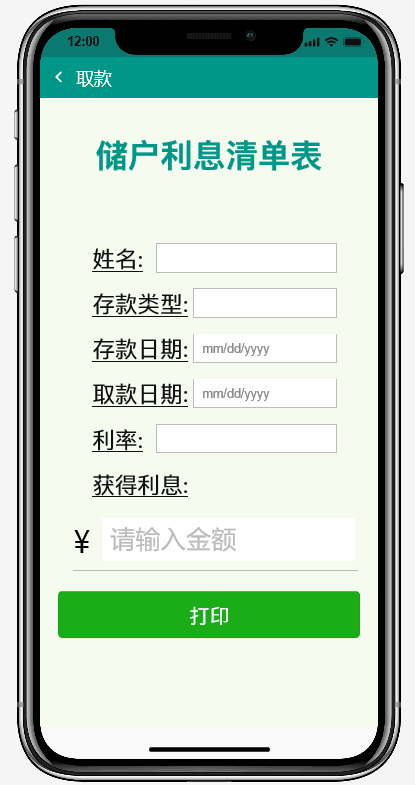 12:00
取款
储户利息清单表
姓名:
存款类型:
存款日期: mm/dd/yyyy
取款日期: mm/dd/yyyy
利率:
获得利息:
¥ 请输入金额
打印